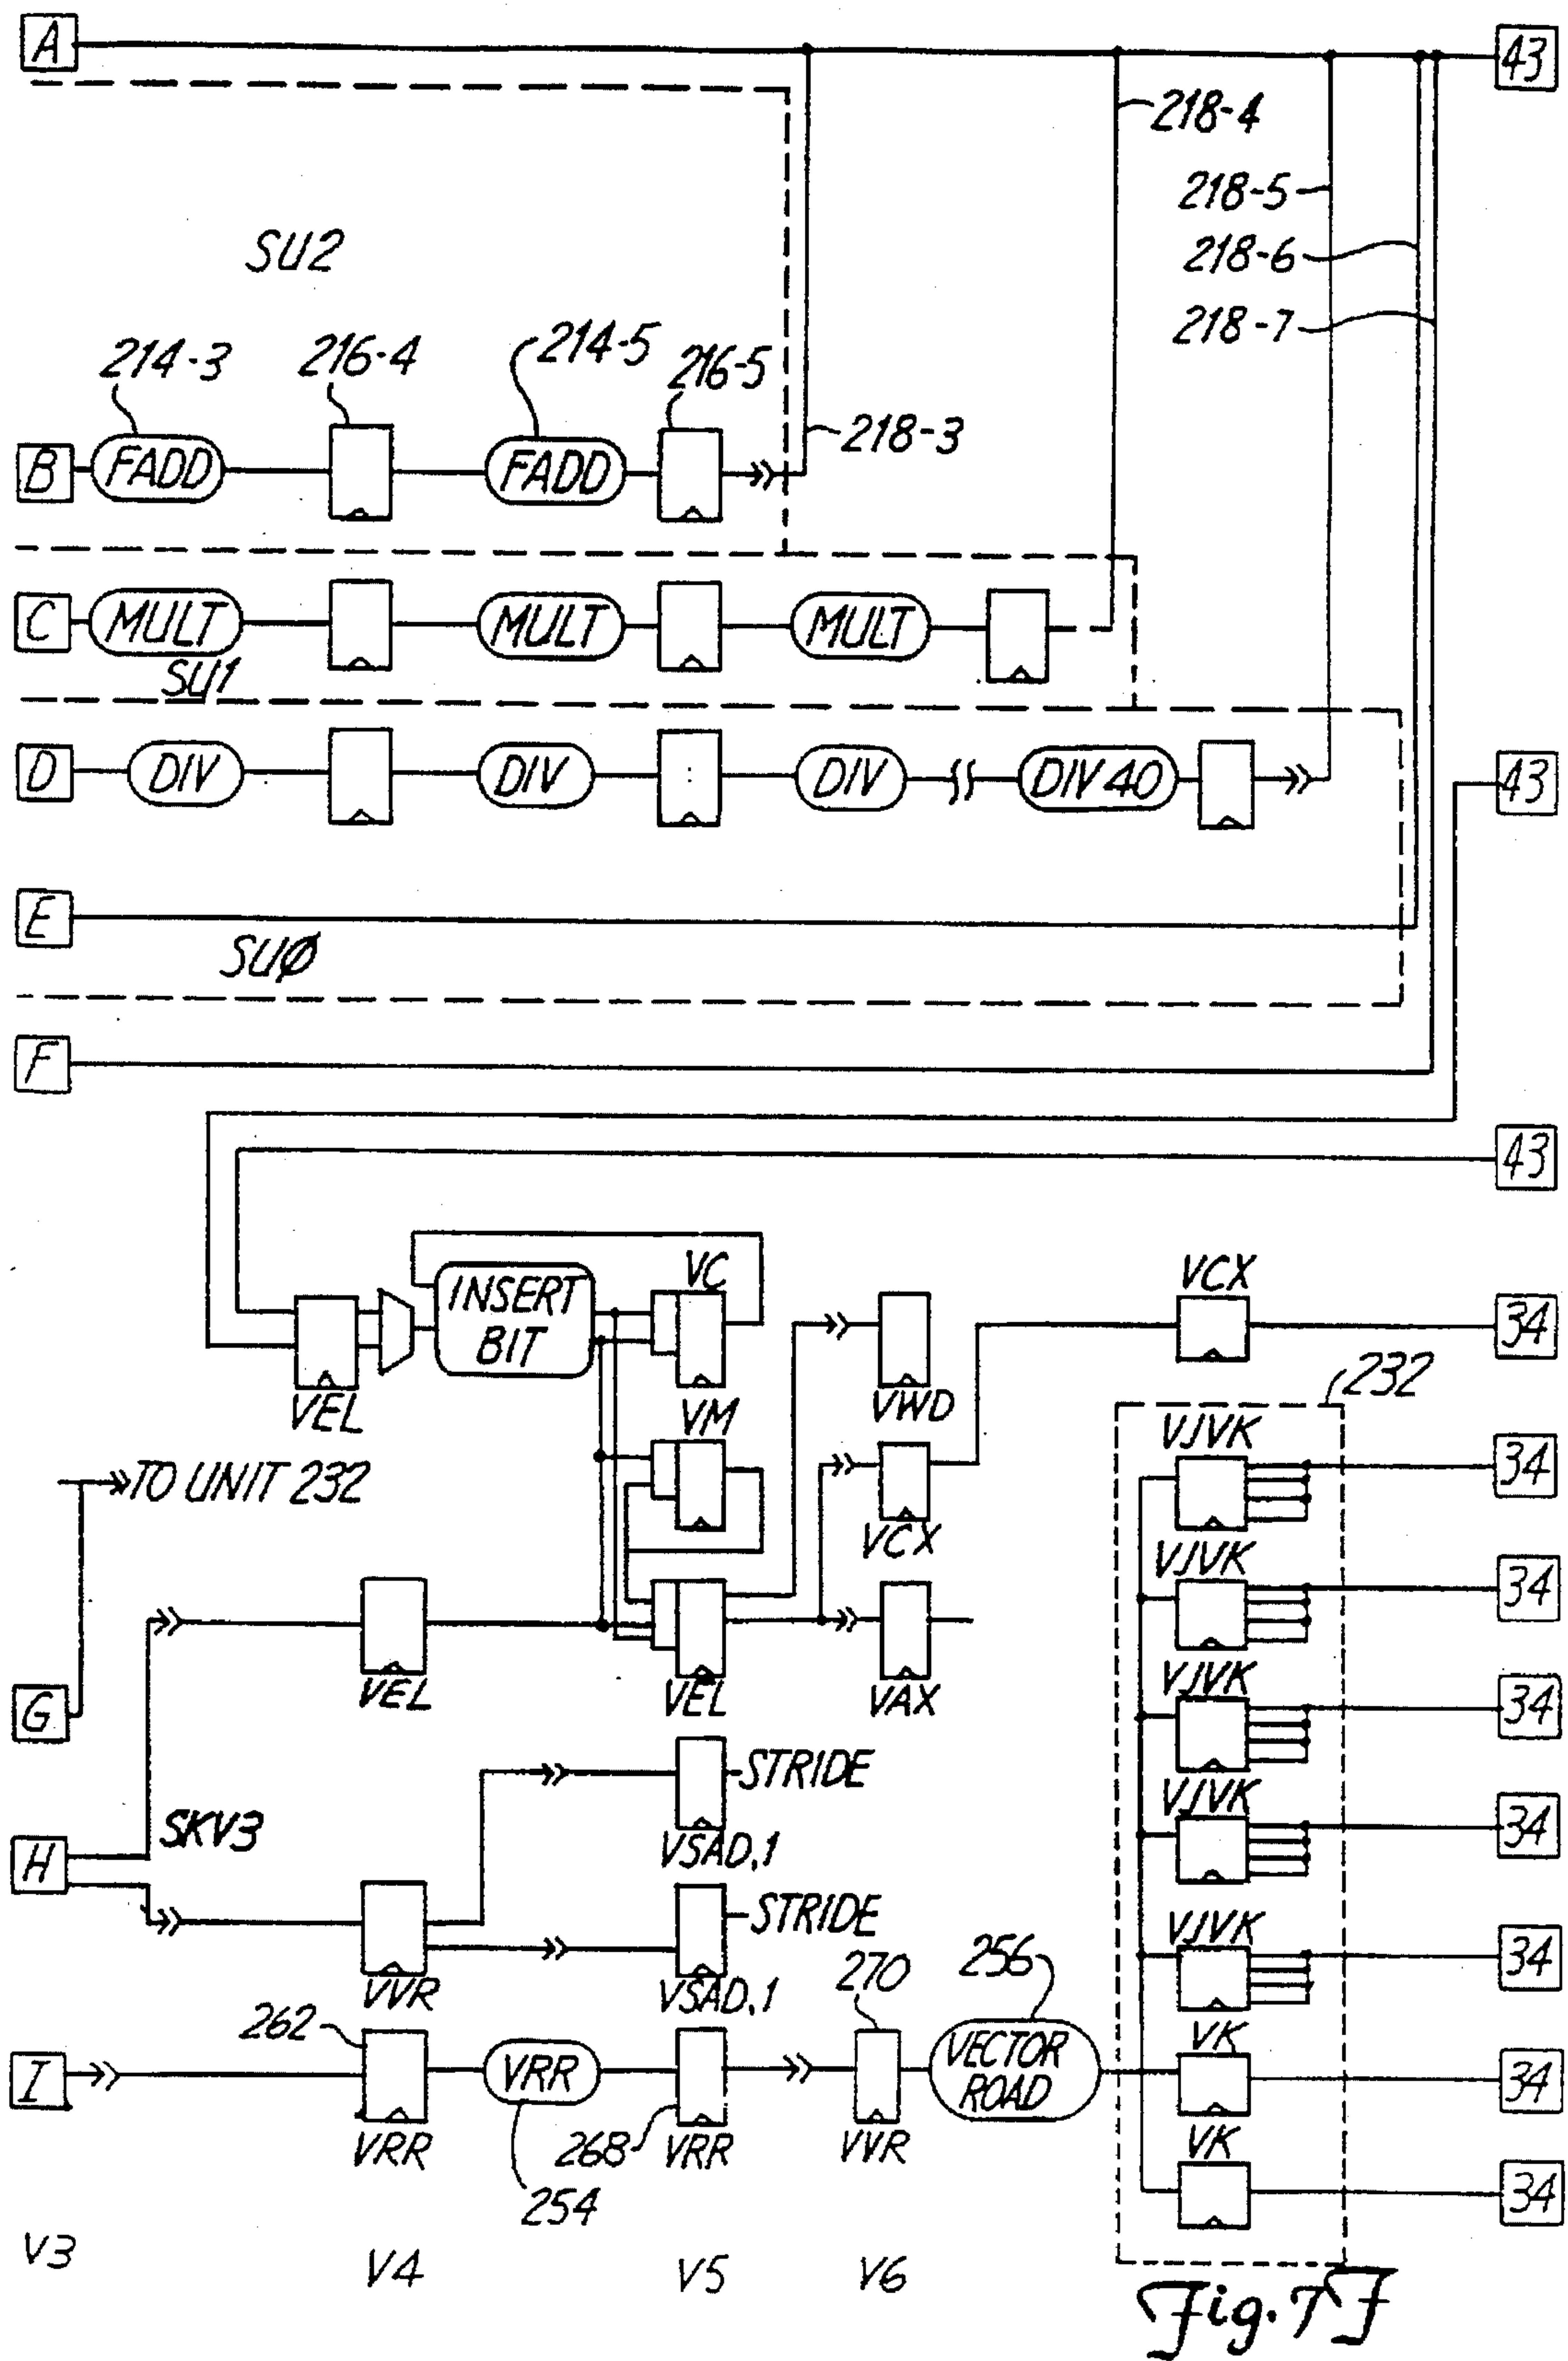 A
43
218-4
218-5
SU2
218-6
218-7
214-3
216-4
214-5
216-5
218-3
B
FADD
FADD
C
MULT
MULT
MULT
SU1
D
DIV
DIV
DIV
DIV 40
43
E
SUØ
F
43
INSERT
BIT
VC
VCX
34
VEL
VM
VWD
232
VJVK
34
TO UNIT 232
VCX
VJVK
34
G
VEL
VEL
VAX
VJVK
34
STRIDE
VJVK
34
H
SKV3
VSAD,1
STRIDE
VJVK
34
VVR
VSAD,1
270
256
262
VK
I
VRR
VECTOR
ROAD
34
VRR
268
VRR
VVR
VK
254
34
V3
V4
V5
V6
Fig. 7F